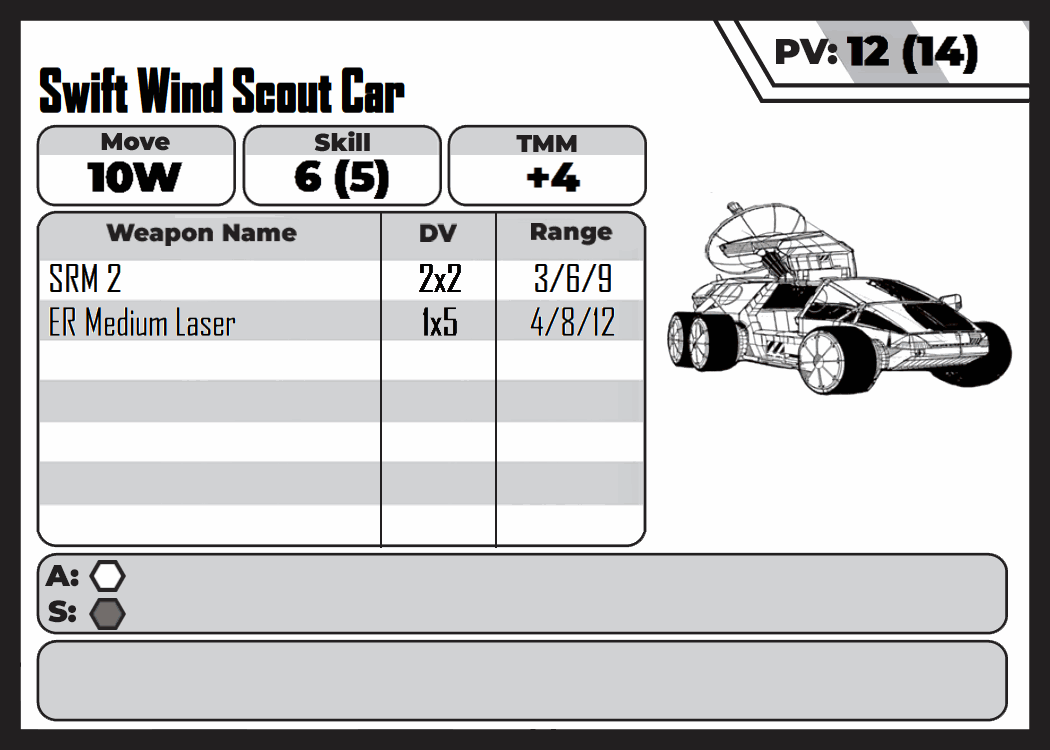 PV: 12 (14)
Swift Wind Scout Car
Move Skill TMM
10W 6 (5) +4
Weapon Name DV Range
SRM 2 2x2 3/6/9
ER Medium Laser 1x5 4/8/12
A:
S: